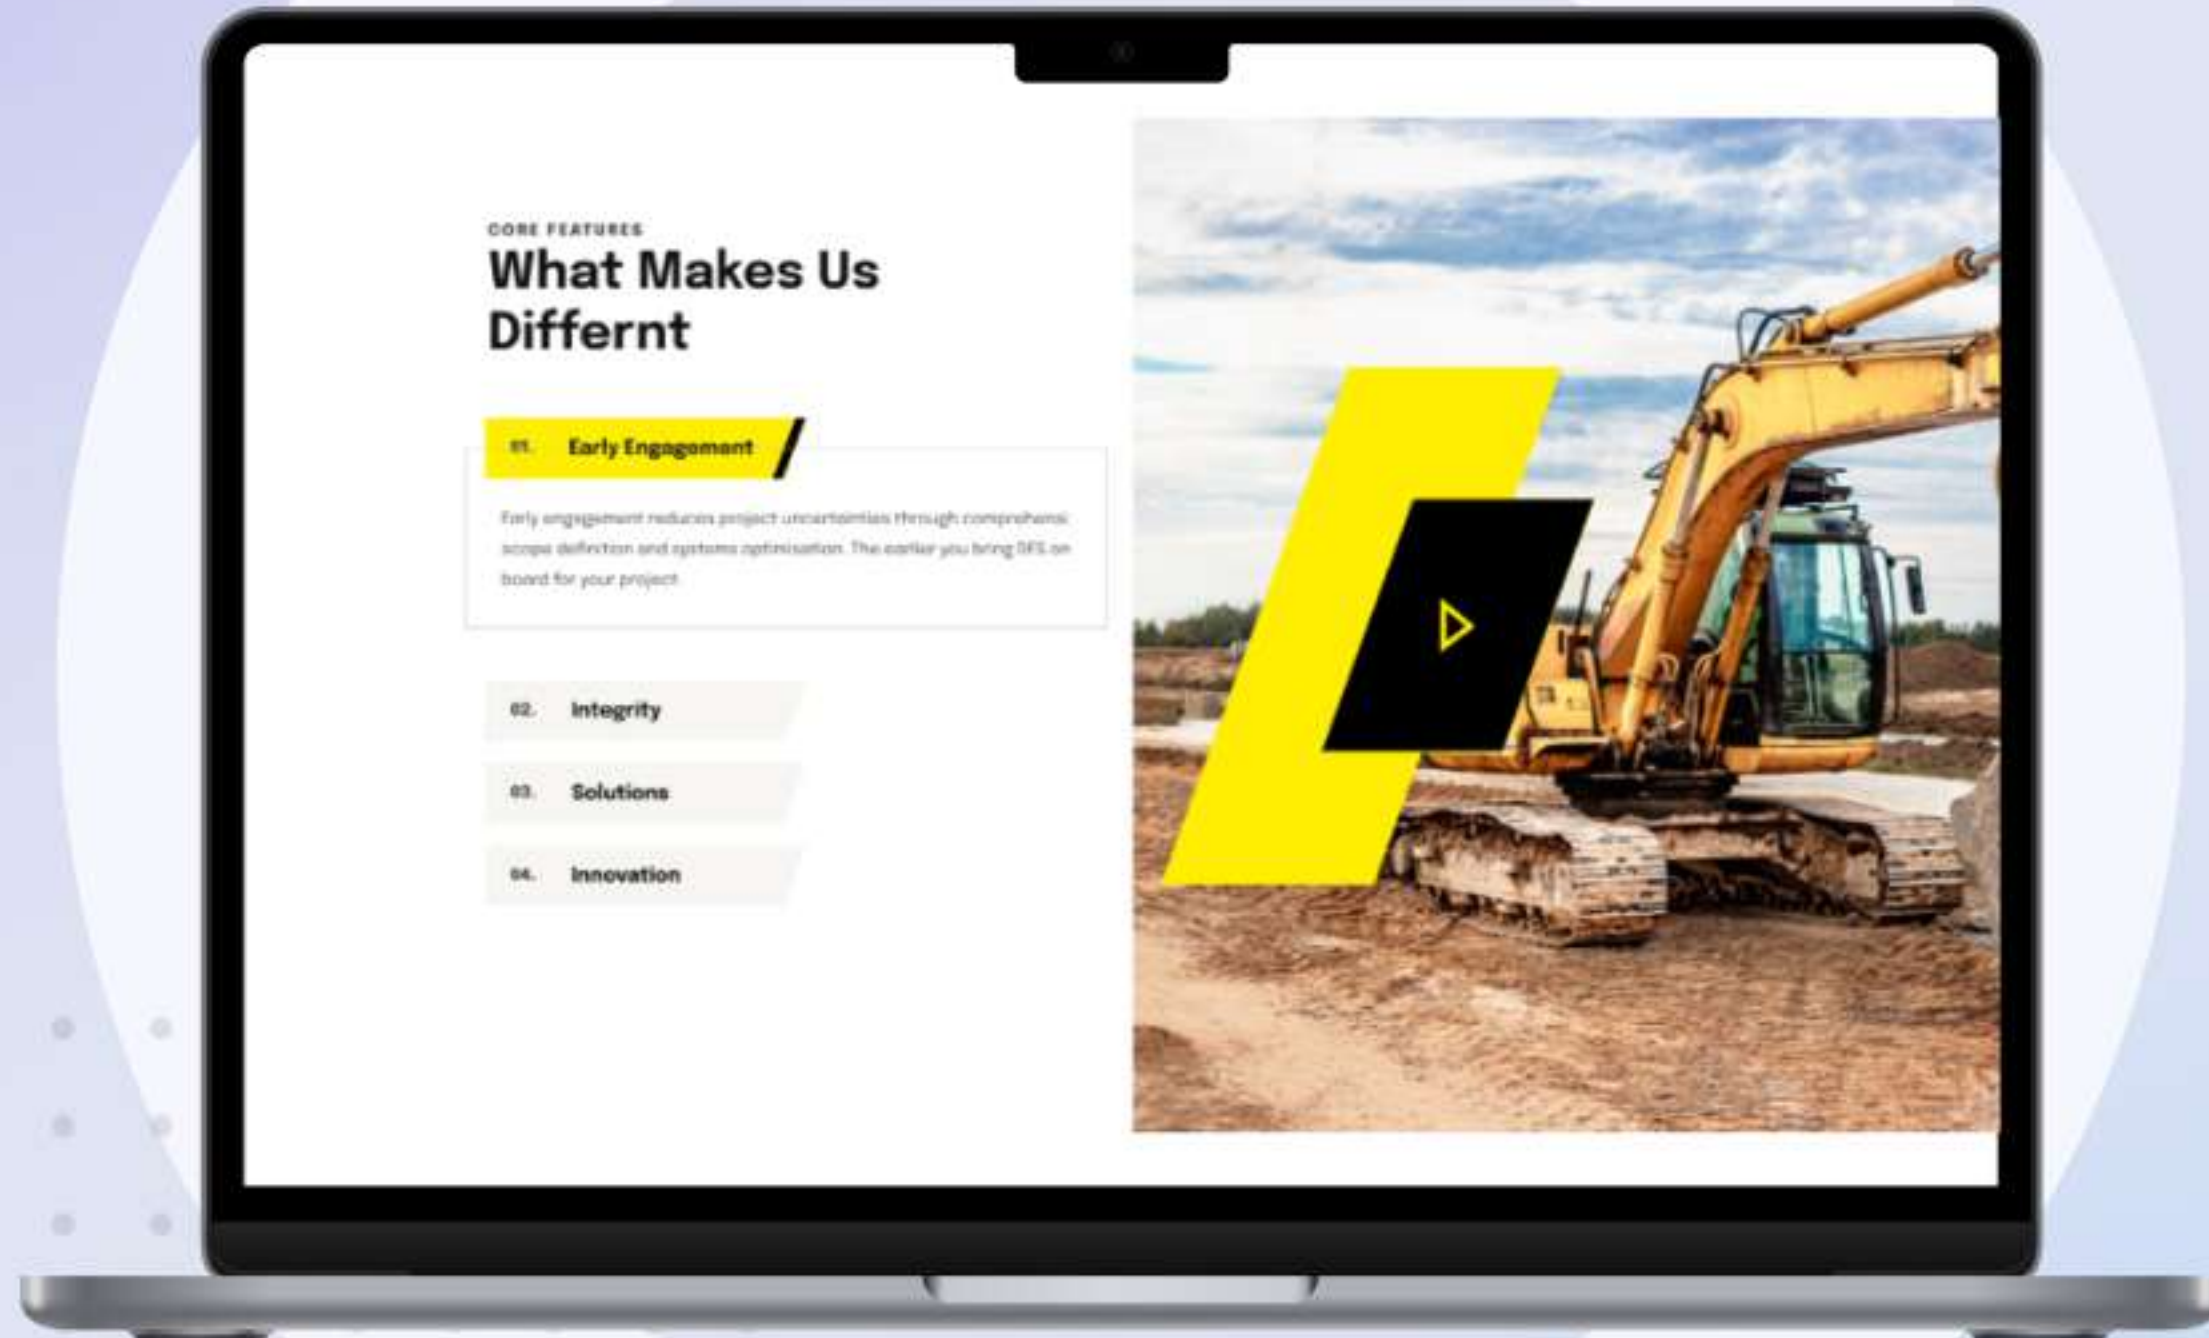 CORE FEATURES
What Makes Us
Differnt
01. Early Engagement
Early engagement reduces project uncertainties through comprehensi
scope definition and systems optimisation. The earlier you bring on
board for your project
02. Integrity
03. Solutions
04. Innovation